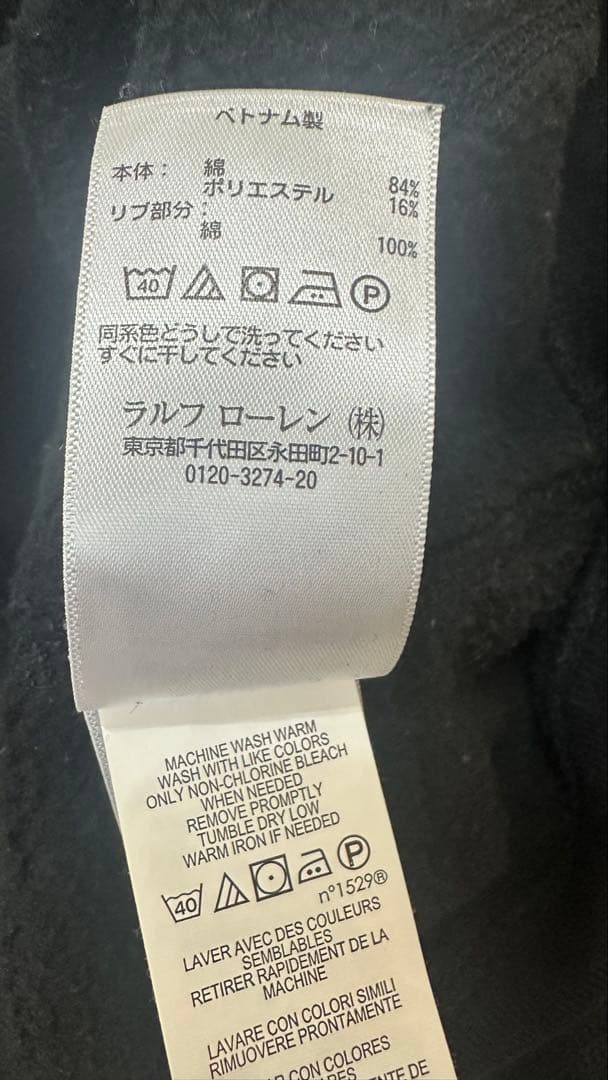 ベトナム製
本体： 綿 84%
ポリエステル 16%
リブ部分：
綿 100%
40 P
同系色どうしで洗ってください
すぐに干してください
ラルフ ローレン (株)
東京都千代田区永田町2-10-1
0120-3274-20
MACHINE WASH WARM
WASH WITH LIKE COLORS
ONLY NON-CHLORINE BLEACH
WHEN NEEDED
REMOVE PROMPTLY
TUMBLE DRY LOW
WARM IRON IF NEEDED
40 P
n°1529®
LAVER AVEC DES COULEURS
SEMBLABLES
RETIRER RAPIDEMENT DE LA
MACHINE
LAVARE CON COLORI SIMILI
RIMUOVERE PRONTAMENTE
CON COLORES
DE